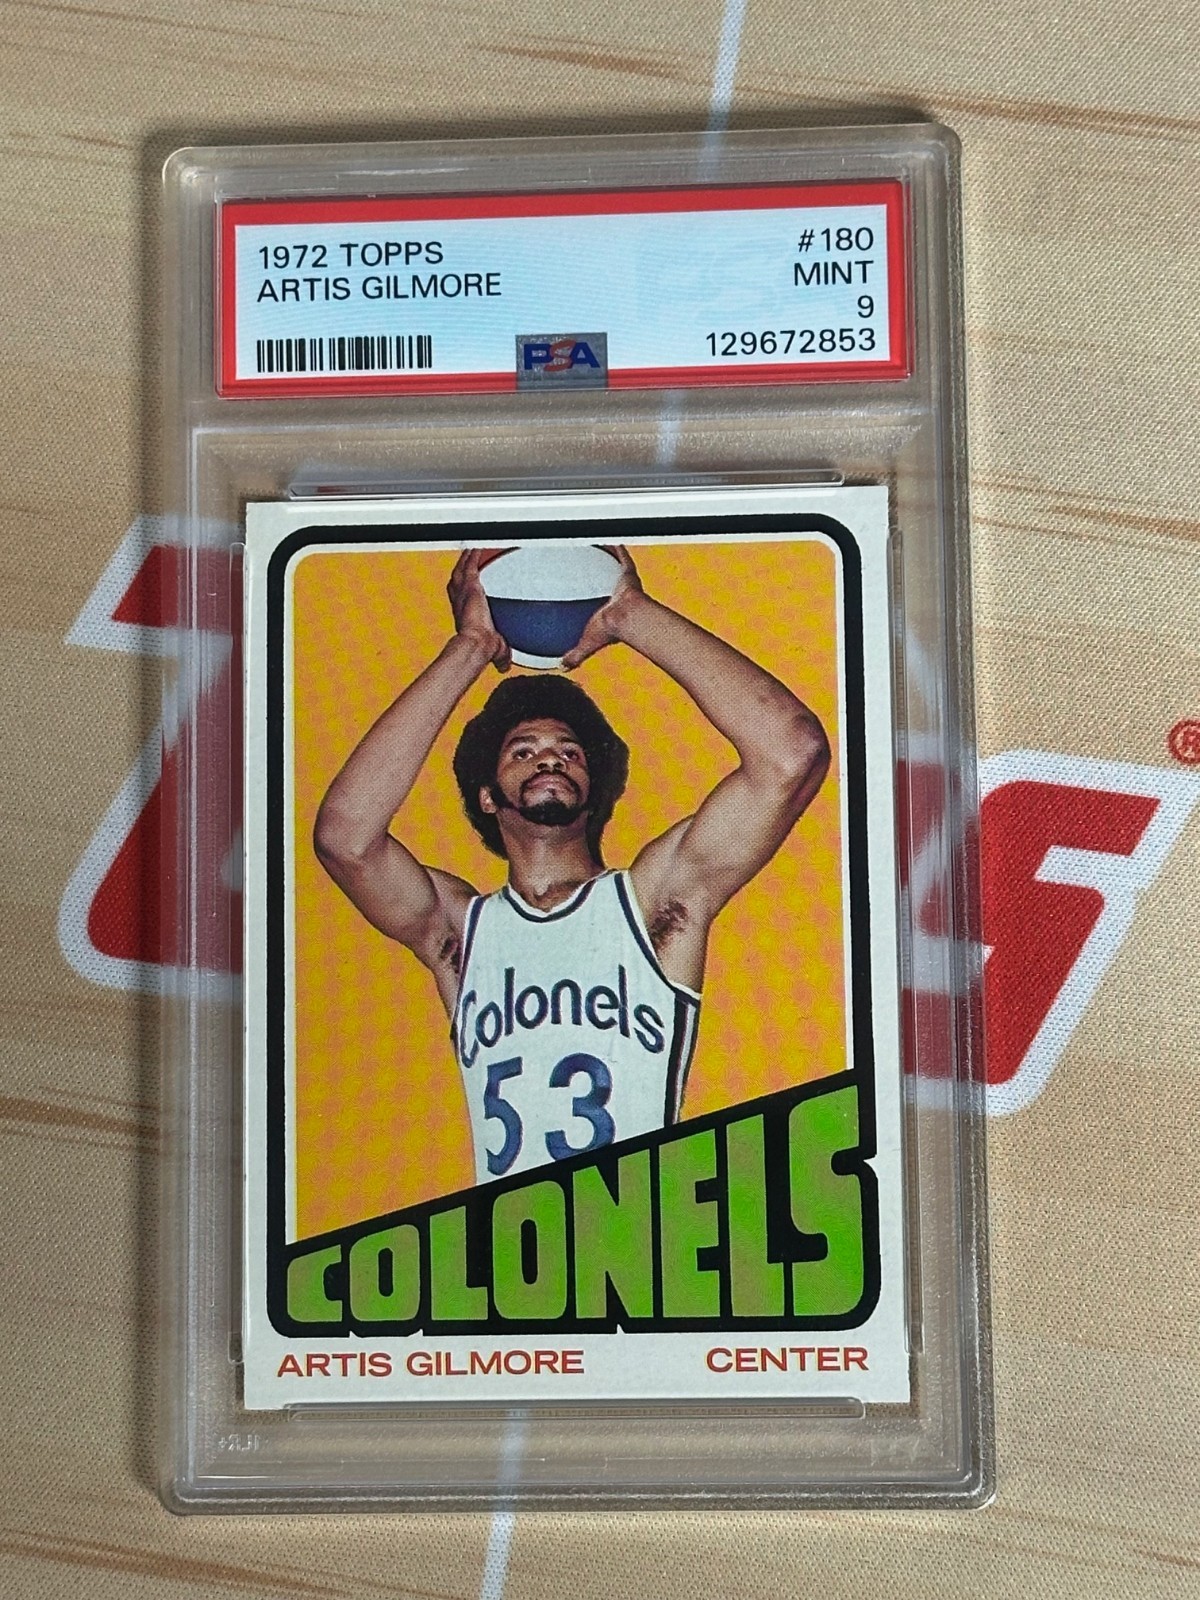 1972 TOPPS
ARTIS GILMORE
#180
MINT
9
129672853
PSA
Colonels
53
COLONELS
ARTIS GILMORE CENTER
®